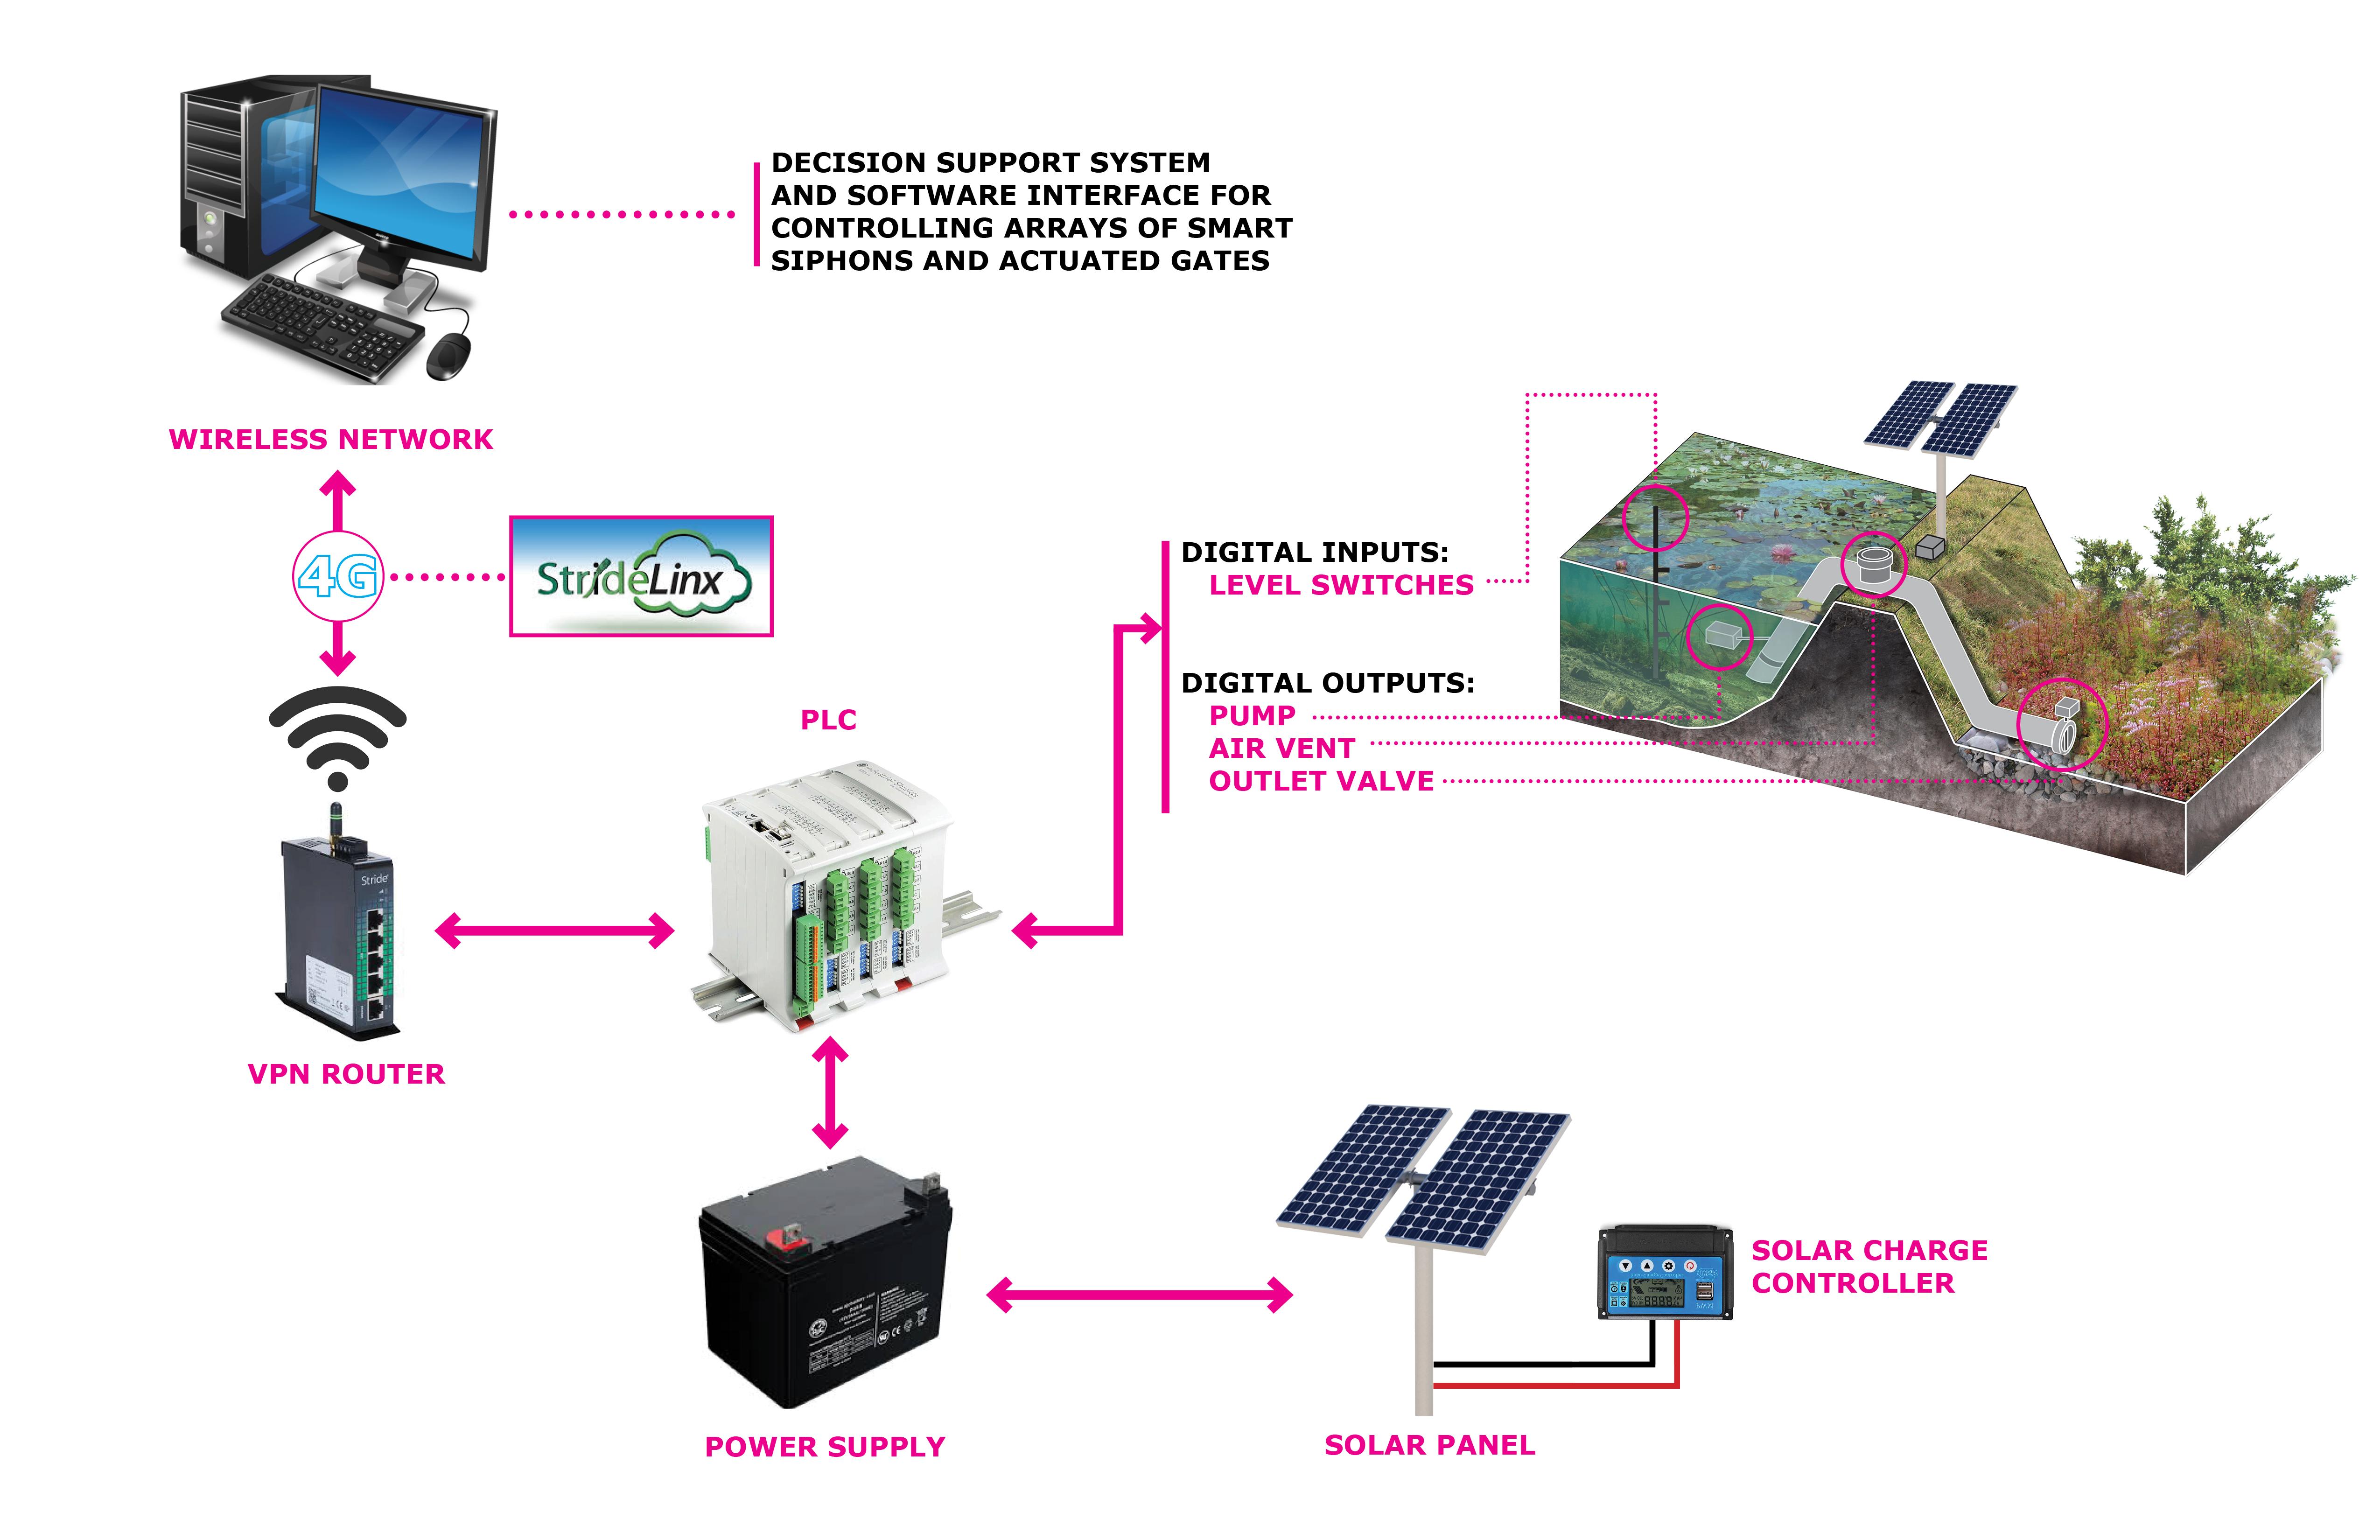 DECISION SUPPORT SYSTEM
AND SOFTWARE INTERFACE FOR
CONTROLLING ARRAYS OF SMART
SIPHONS AND ACTUATED GATES
WIRELESS NETWORK
4G
StrideLinx
DIGITAL INPUTS:
LEVEL SWITCHES
DIGITAL OUTPUTS:
PUMP
AIR VENT
OUTLET VALVE
PLC
Industrial Shields
Stride
VPN ROUTER
POWER SUPPLY
SOLAR PANEL
SOLAR CHARGE
CONTROLLER